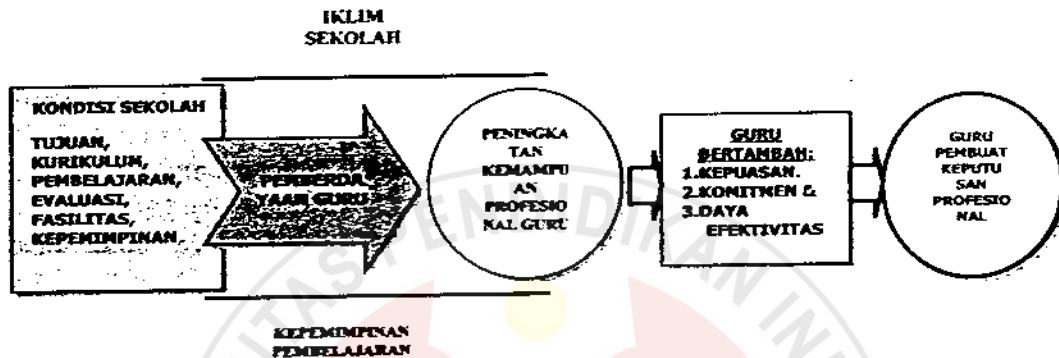 IKLIM
SEKOLAH
KONDISI SEKOLAH
TUJUAN,
KURIKULUM,
PEMBELAJARAN,
EVALUASI,
FASILITAS,
KEPEMIMPINAN
PEMBERDA
YAAN GURU
PENINGKA
TAN
KEMAMPU
AN
PROFESIO
NAL GURU
GURU
BERTAMBAH:
1.KEPUASAN.
2.KOMITMEN &
3.DAYA
EFEKTIVITAS
GURU
PEMBUAT
KEPUTU
SAN
PROFESIO
NAL
KEPEMIMPINAN
PEMBELAJARAN